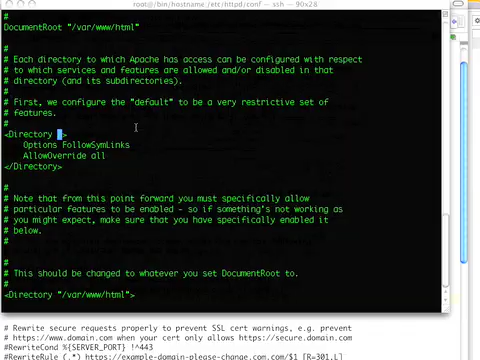 root@/bin/hostname /etc/httpd/conf — ssh — 90x28
#
DocumentRoot "/var/www/html"
#
# Each directory to which Apache has access can be configured with respect
# to which services and features are allowed and/or disabled in that
# directory (and its subdirectories).
#
# First, we configure the "default" to be a very restrictive set of
# features.
#
<Directory />
Options FollowSymLinks
AllowOverride all
</Directory>
#
# Note that from this point forward you must specifically allow
# particular features to be enabled - so if something's not working as
# you might expect, make sure that you have specifically enabled it
# below.
#
#
# This should be changed to whatever you set DocumentRoot to.
#
<Directory "/var/www/html">
# Rewrite secure requests properly to prevent SSL cert warnings, e.g. prevent
# https://www.domain.com when your cert only allows https://secure.domain.com
#RewriteCond %{SERVER_PORT} !^443
#RewriteRule (.*) https://example-domain-please-change.com.com/$1 [R=301,L]